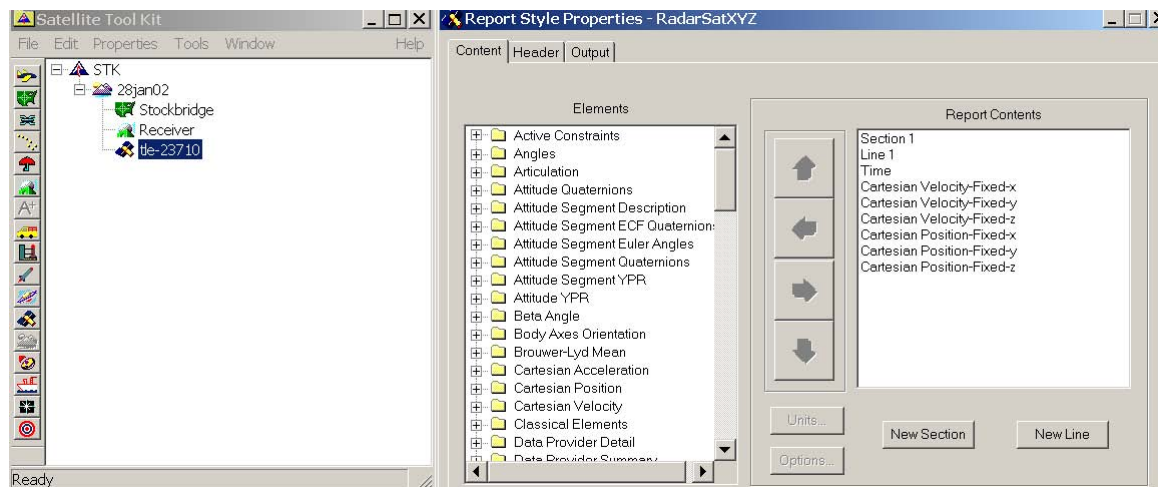 Satellite Tool Kit
File Edit Properties Tools Window Help
STK
28jan02
Stockbridge
Receiver
tle-23710
Ready
Report Style Properties - RadarSatXYZ
Content Header Output
Elements
Active Constraints
Angles
Articulation
Attitude Quaternions
Attitude Segment Description
Attitude Segment ECF Quaternion
Attitude Segment Euler Angles
Attitude Segment Quaternions
Attitude Segment YPR
Attitude YPR
Beta Angle
Body Axes Orientation
Brouwer-Lyd Mean
Cartesian Acceleration
Cartesian Position
Cartesian Velocity
Classical Elements
Data Provider Detail
Data Provider Summary
Report Contents
Section 1
Line 1
Time
Cartesian Velocity-Fixed-x
Cartesian Velocity-Fixed-y
Cartesian Velocity-Fixed-z
Cartesian Position-Fixed-x
Cartesian Position-Fixed-y
Cartesian Position-Fixed-z
Units...
Options...
New Section
New Line